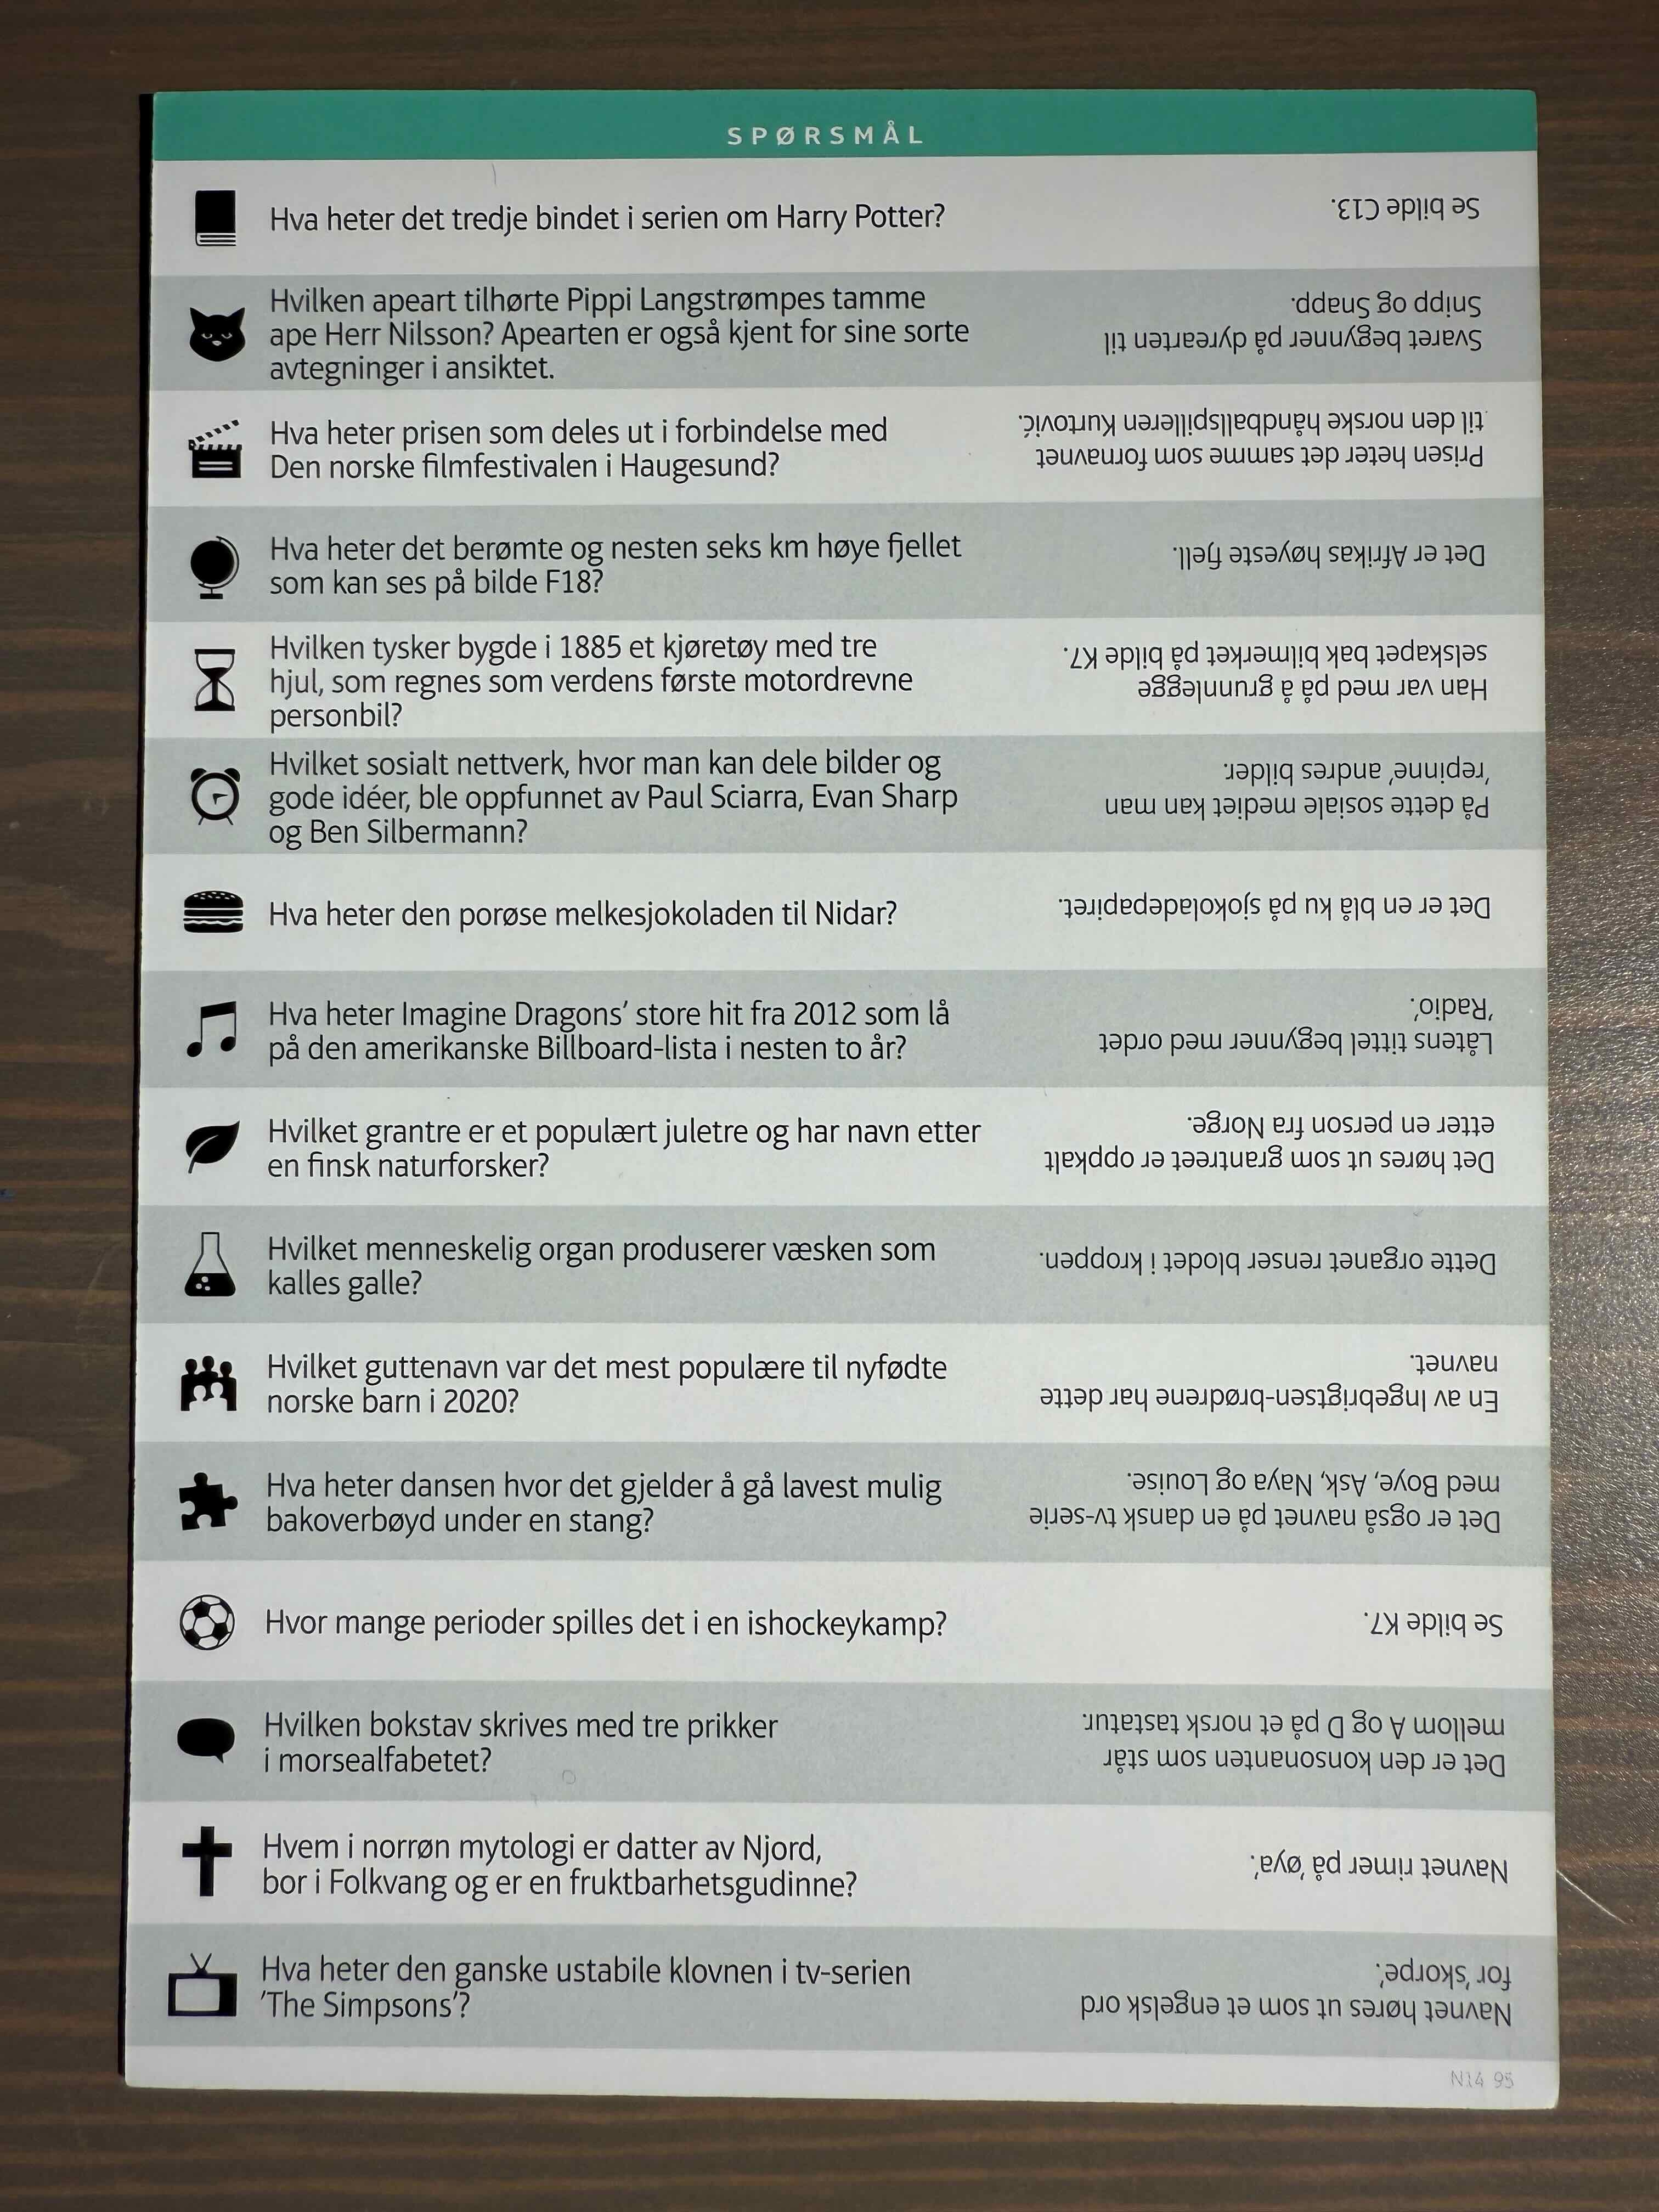 SPØRSMÅL
Hva heter det tredje bindet i serien om Harry Potter?
Se bilde C13.
Hvilken apeart tilhørte Pippi Langstrømpes tamme
ape Herr Nilsson? Apearten er også kjent for sine sorte
avtegninger i ansiktet.
Svaret begynner på dyrearten til
Snipp og Snapp.
Hva heter prisen som deles ut i forbindelse med
Den norske filmfestivalen i Haugesund?
Prisen heter det samme som fornavnet
til den norske håndballspilleren Kurtović.
Hva heter det berømte og nesten seks km høye fjellet
som kan ses på bilde F18?
Det er Afrikas høyeste fjell.
Hvilken tysker bygde i 1885 et kjøretøy med tre
hjul, som regnes som verdens første motordrevne
personbil?
Han var med på å grunnlegge
selskapet bak bilmerket på bilde K7.
Hvilket sosialt nettverk, hvor man kan dele bilder og
gode idéer, ble oppfunnet av Paul Sciarra, Evan Sharp
og Ben Silbermann?
På dette sosiale mediet kan man
'repinne' andres bilder.
Hva heter den porøse melkesjokoladen til Nidar?
Det er en blå ku på sjokoladepapiret.
Hva heter Imagine Dragons' store hit fra 2012 som lå
på den amerikanske Billboard-lista i nesten to år?
Låtens tittel begynner med ordet
'Radio'.
Hvilket grantre er et populært juletre og har navn etter
en finsk naturforsker?
Det høres ut som grantreet er oppkalt
etter en person fra Norge.
Hvilket menneskelig organ produserer væsken som
kalles galle?
Dette organet renser blodet i kroppen.
Hvilket guttenavn var det mest populære til nyfødte
norske barn i 2020?
En av Ingebrigtsen-brødrene har dette
navnet.
Hva heter dansen hvor det gjelder å gå lavest mulig
bakoverbøyd under en stang?
Det er også navnet på en dansk tv-serie
med Boye, Ask, Naya og Louise.
Hvor mange perioder spilles det i en ishockeykamp?
Se bilde K7.
Hvilken bokstav skrives med tre prikker
i morsealfabetet?
Det er den konsonanten som står
mellom A og D på et norsk tastatur.
Hvem i norrøn mytologi er datter av Njord,
bor i Folkvang og er en fruktbarhetsgudinne?
Navnet rimer på 'øya'.
Hva heter den ganske ustabile klovnen i tv-serien
'The Simpsons'?
Navnet høres ut som et engelsk ord
for 'skorpe'.
N14 95